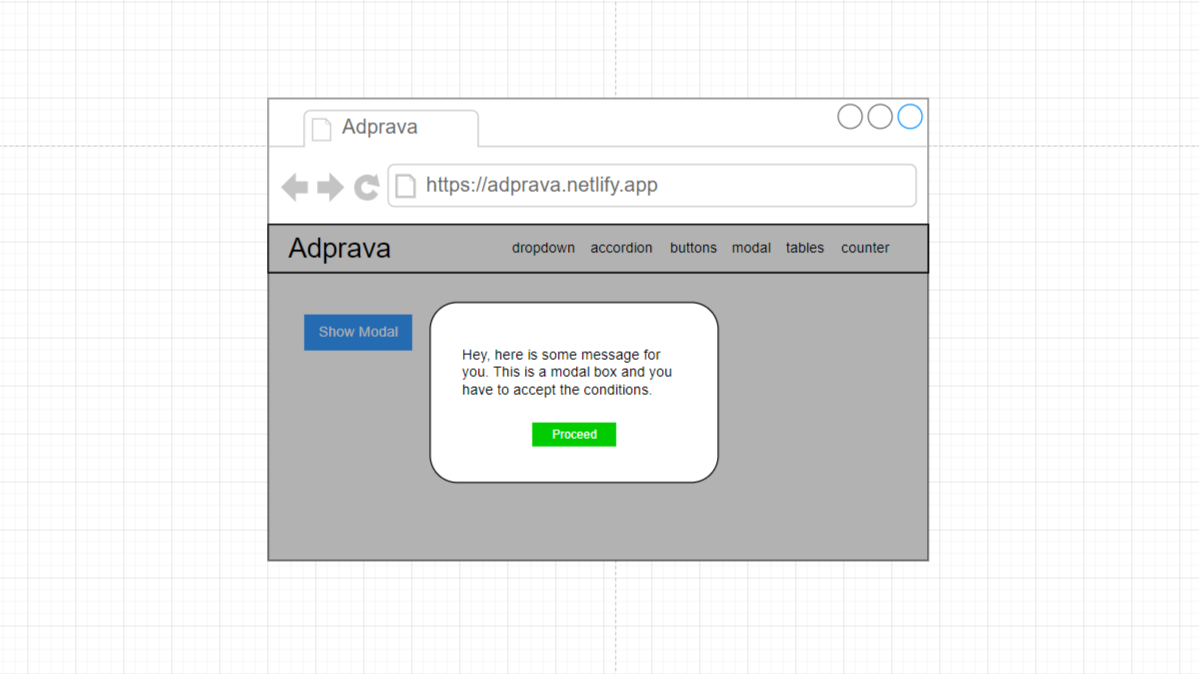 Adprava
https://adprava.netlify.app
Adprava dropdown accordion buttons modal tables counter
Show Modal
Hey, here is some message for
you. This is a modal box and you
have to accept the conditions.
Proceed